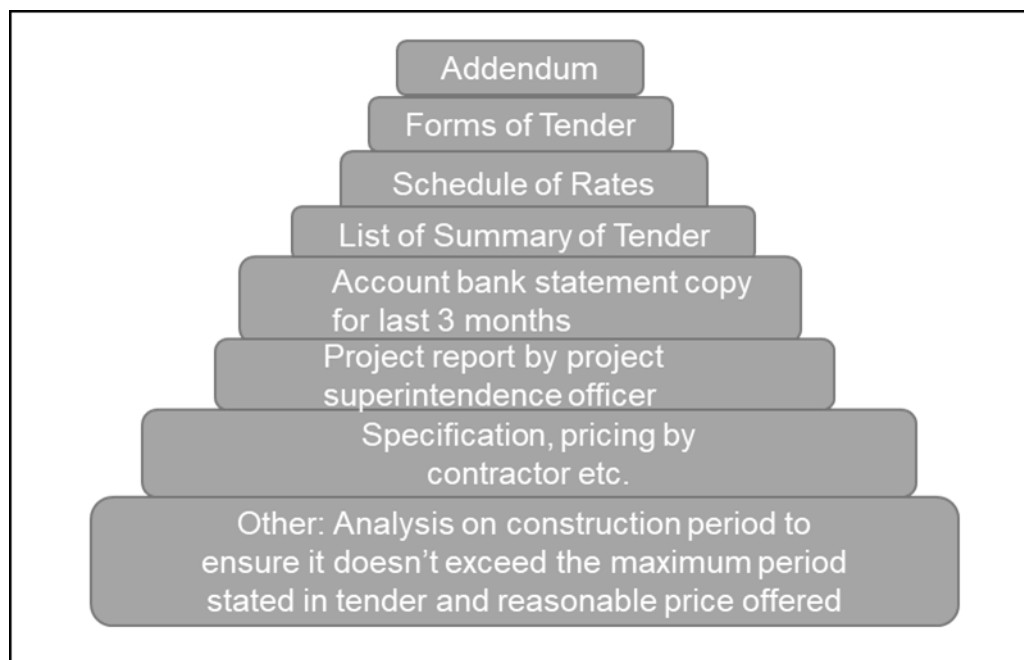 Addendum
Forms of Tender
Schedule of Rates
List of Summary of Tender
Account bank statement copy
for last 3 months
Project report by project
superintendence officer
Specification, pricing by
contractor etc.
Other: Analysis on construction period to
ensure it doesn’t exceed the maximum period
stated in tender and reasonable price offered